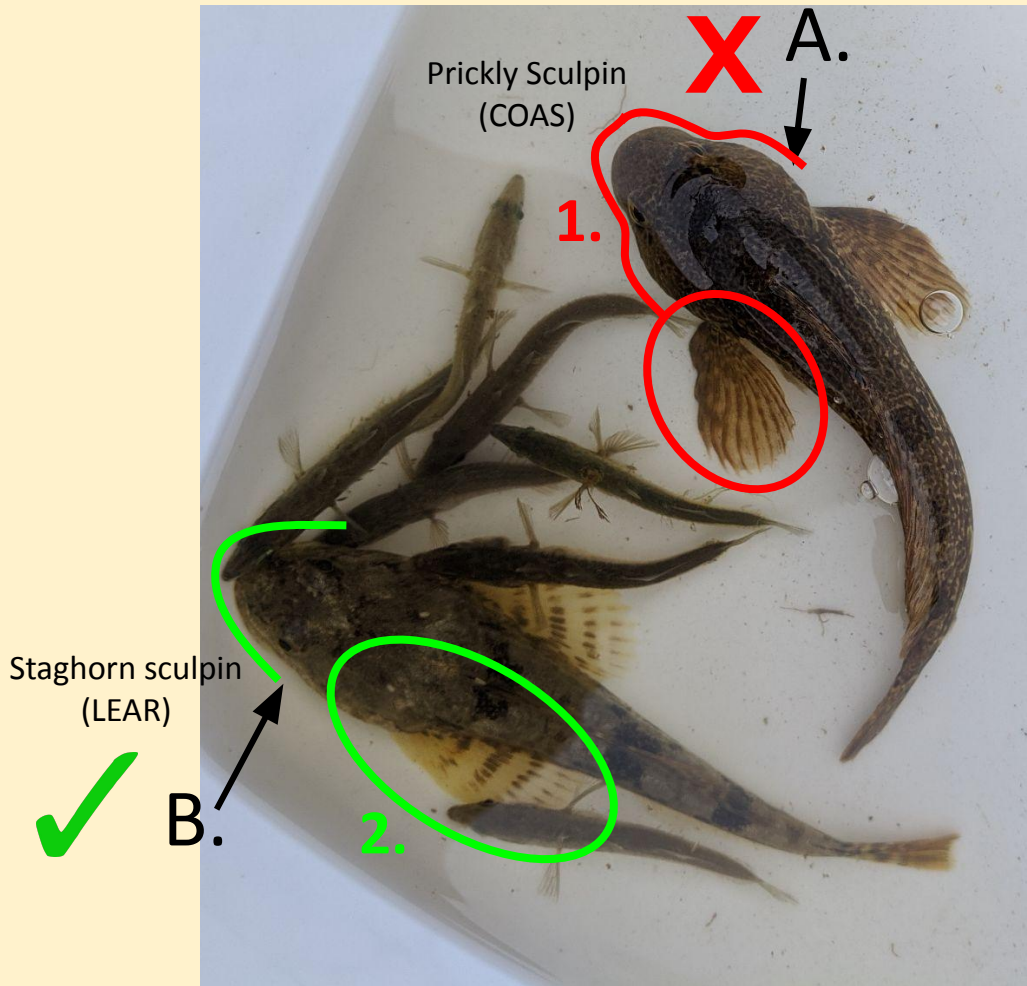 X A.
Prickly Sculpin
(COAS)
1.
Staghorn sculpin
(LEAR)
B.
2.